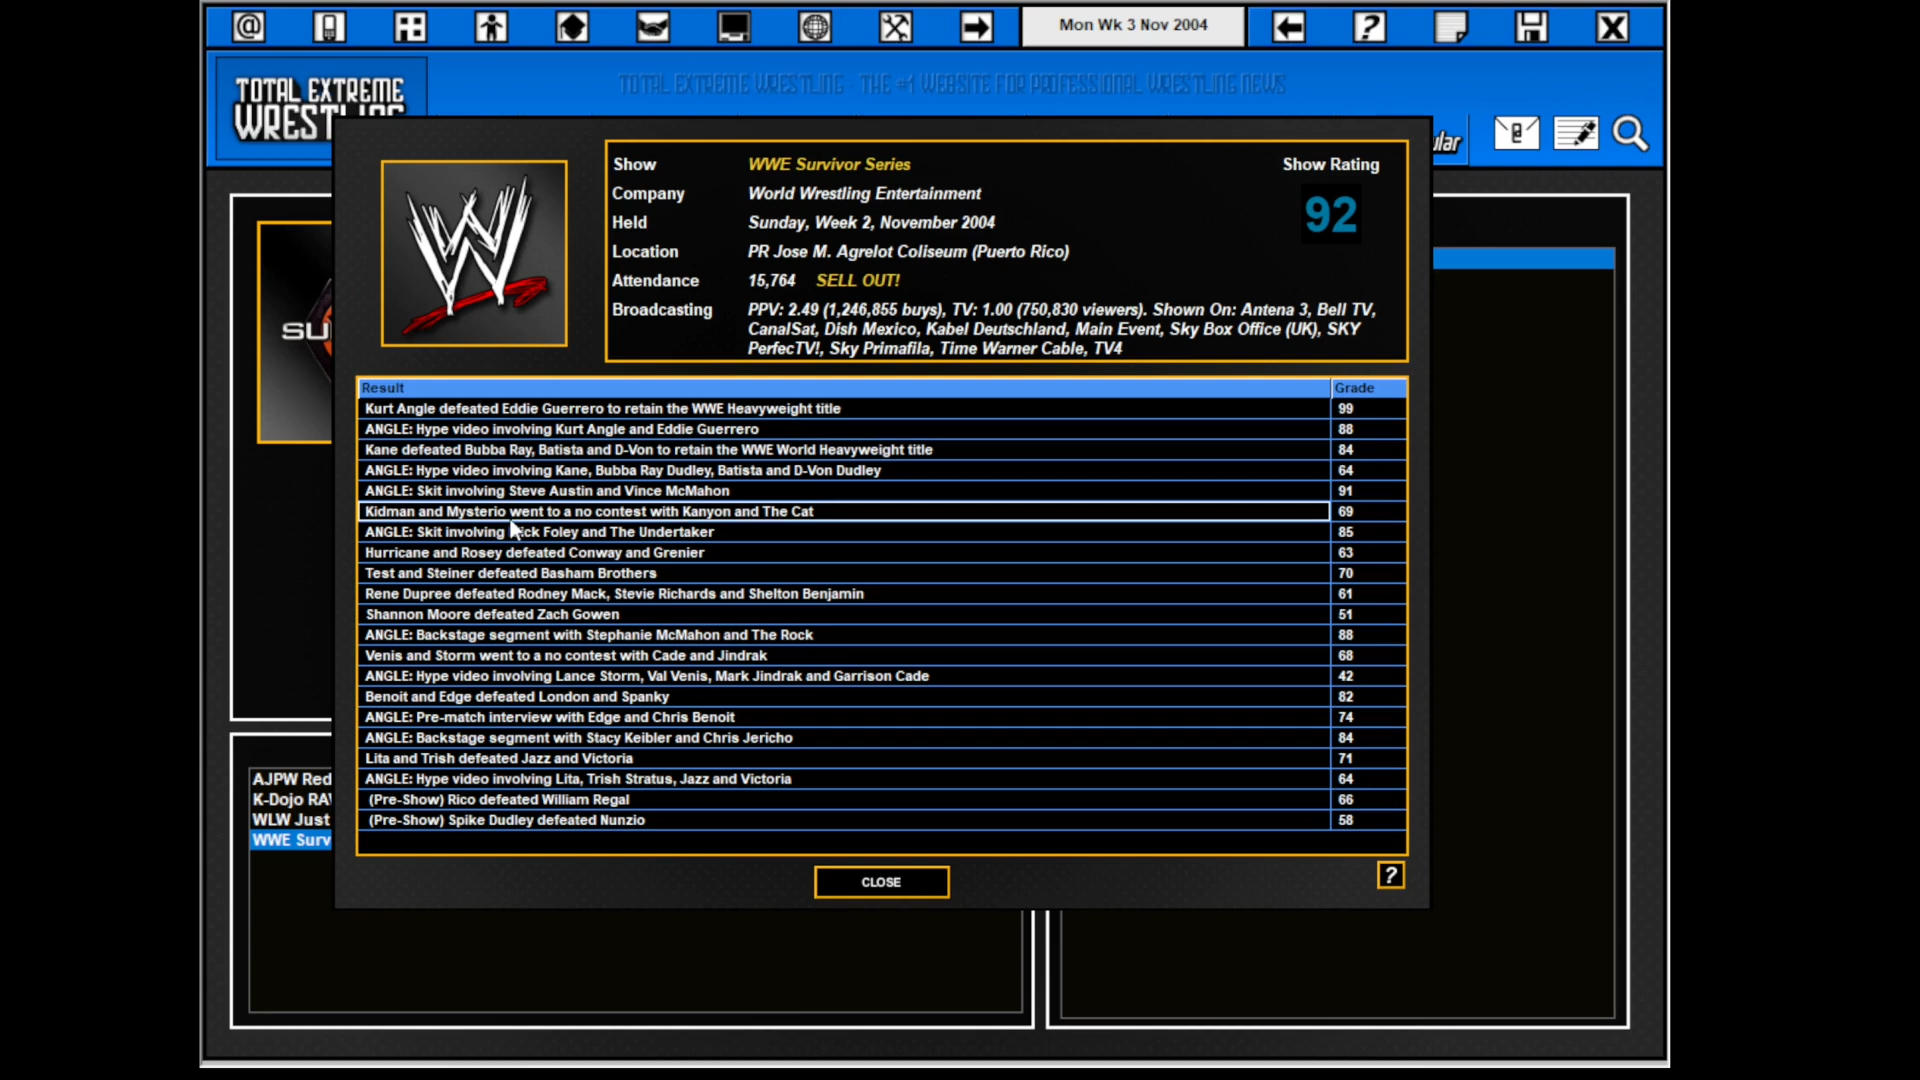 Mon Wk 3 Nov 2004
TOTAL EXTREME WRESTLING - THE #1 WEBSITE FOR PROFESSIONAL WRESTLING NEWS
TOTAL EXTREME
WRESTLING
Show WWE Survivor Series Show Rating
Company World Wrestling Entertainment
92
Held Sunday, Week 2, November 2004
Location PR Jose M. Agrelot Coliseum (Puerto Rico)
Attendance 15,764 SELL OUT!
Broadcasting PPV: 2.49 (1,246,855 buys), TV: 1.00 (750,830 viewers). Shown On: Antena 3, Bell TV,
CanalSat, Dish Mexico, Kabel Deutschland, Main Event, Sky Box Office (UK), SKY
PerfecTV!, Sky Primafila, Time Warner Cable, TV4
SU
Result Grade
Kurt Angle defeated Eddie Guerrero to retain the WWE Heavyweight title 99
ANGLE: Hype video involving Kurt Angle and Eddie Guerrero 88
Kane defeated Bubba Ray, Batista and D-Von to retain the WWE World Heavyweight title 84
ANGLE: Hype video involving Kane, Bubba Ray Dudley, Batista and D-Von Dudley 64
ANGLE: Skit involving Steve Austin and Vince McMahon 91
Kidman and Mysterio went to a no contest with Kanyon and The Cat 69
ANGLE: Skit involving Mick Foley and The Undertaker 85
Hurricane and Rosey defeated Conway and Grenier 63
Test and Steiner defeated Basham Brothers 70
Rene Dupree defeated Rodney Mack, Stevie Richards and Shelton Benjamin 61
Shannon Moore defeated Zach Gowen 51
ANGLE: Backstage segment with Stephanie McMahon and The Rock 88
Venis and Storm went to a no contest with Cade and Jindrak 68
ANGLE: Hype video involving Lance Storm, Val Venis, Mark Jindrak and Garrison Cade 42
Benoit and Edge defeated London and Spanky 82
ANGLE: Pre-match interview with Edge and Chris Benoit 74
ANGLE: Backstage segment with Stacy Keibler and Chris Jericho 84
Lita and Trish defeated Jazz and Victoria 71
ANGLE: Hype video involving Lita, Trish Stratus, Jazz and Victoria 64
(Pre-Show) Rico defeated William Regal 66
(Pre-Show) Spike Dudley defeated Nunzio 58
AJPW Red
K-Dojo RA
WLW Just
WWE Surv
CLOSE
?